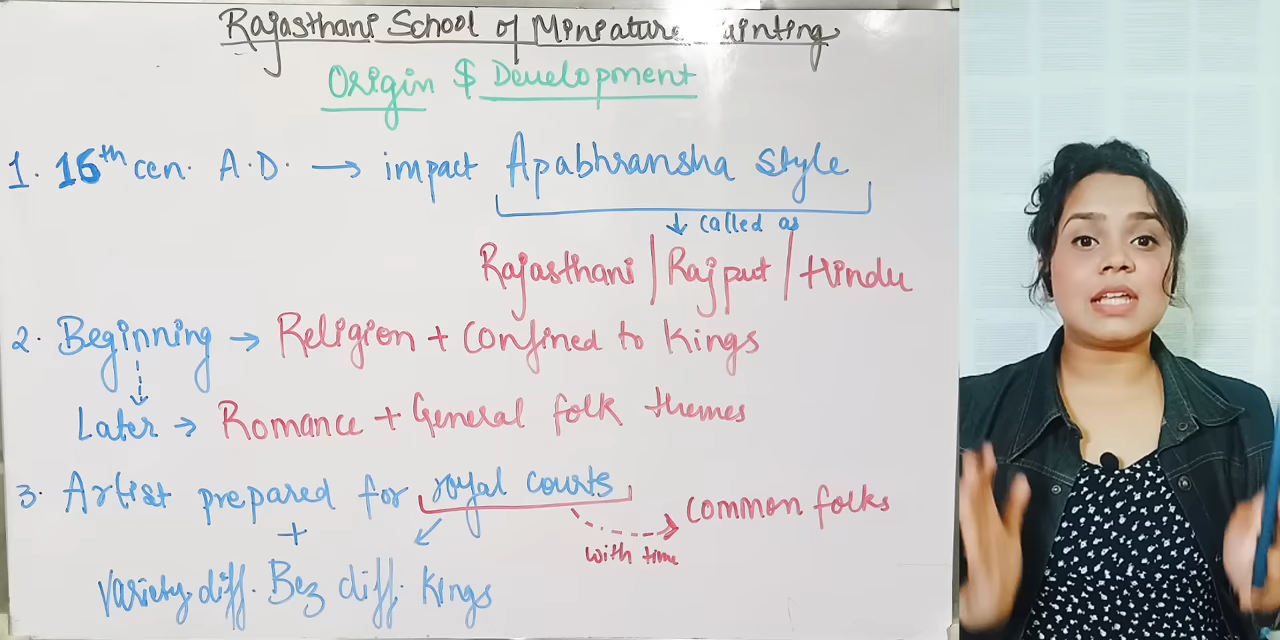 Rajasthani School of Miniature Painting
Origin & Development
1. 16th cen. A.D. → impact Apabhransha Style
↓ called as
Rajasthani | Rajput | Hindu
2. Beginning → Religion + Confined to Kings
Later → Romance + General folk themes
3. Artist prepared for royal courts
common folks
with time
+
Variety diff. Bez diff. Kings